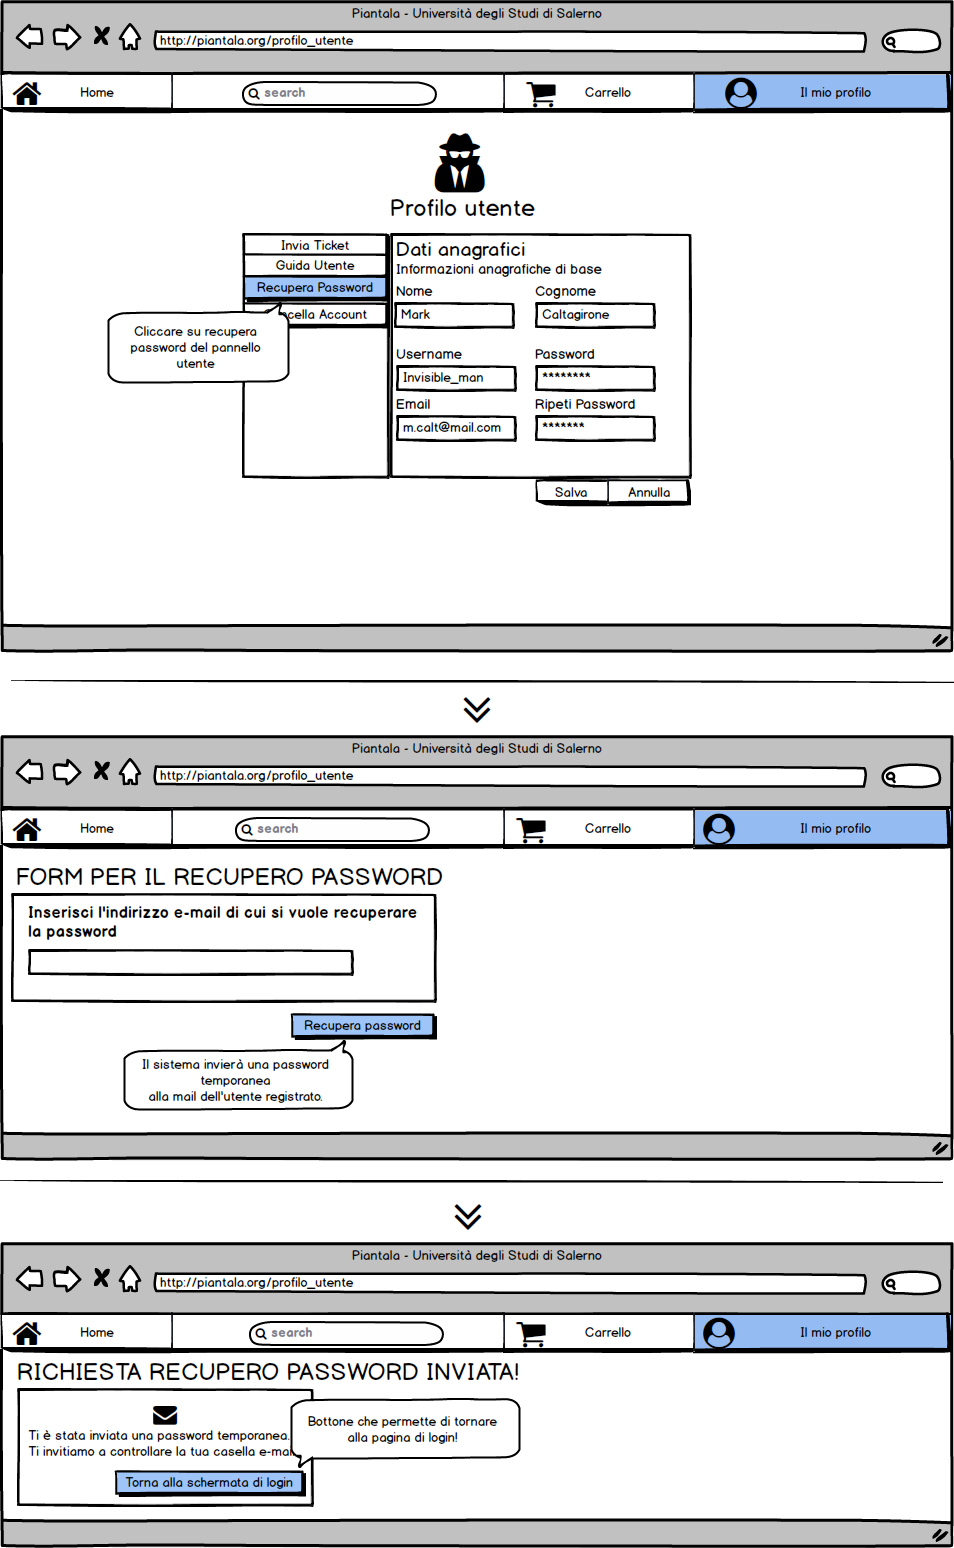 Piantala - Università degli Studi di Salerno
http://piantala.org/profilo_utente
Home
search
Carrello
Il mio profilo
Profilo utente
Invia Ticket
Guida Utente
Recupera Password
cella Account
Cliccare su recupera
password del pannello
utente
Dati anagrafici
Informazioni anagrafiche di base
Nome
Cognome
Mark
Caltagirone
Username
Password
Invisible_man
********
Email
Ripeti Password
m.calt@mail.com
*******
Salva
Annulla
Piantala - Università degli Studi di Salerno
http://piantala.org/profilo_utente
Home
search
Carrello
Il mio profilo
FORM PER IL RECUPERO PASSWORD
Inserisci l'indirizzo e-mail di cui si vuole recuperare
la password
Recupera password
Il sistema invierà una password
temporanea
alla mail dell'utente registrato.
Piantala - Università degli Studi di Salerno
http://piantala.org/profilo_utente
Home
search
Carrello
Il mio profilo
RICHIESTA RECUPERO PASSWORD INVIATA!
Ti è stata inviata una password temporanea.
Ti invitiamo a controllare la tua casella e-mai
Torna alla schermata di login
Bottone che permette di tornare
alla pagina di login!